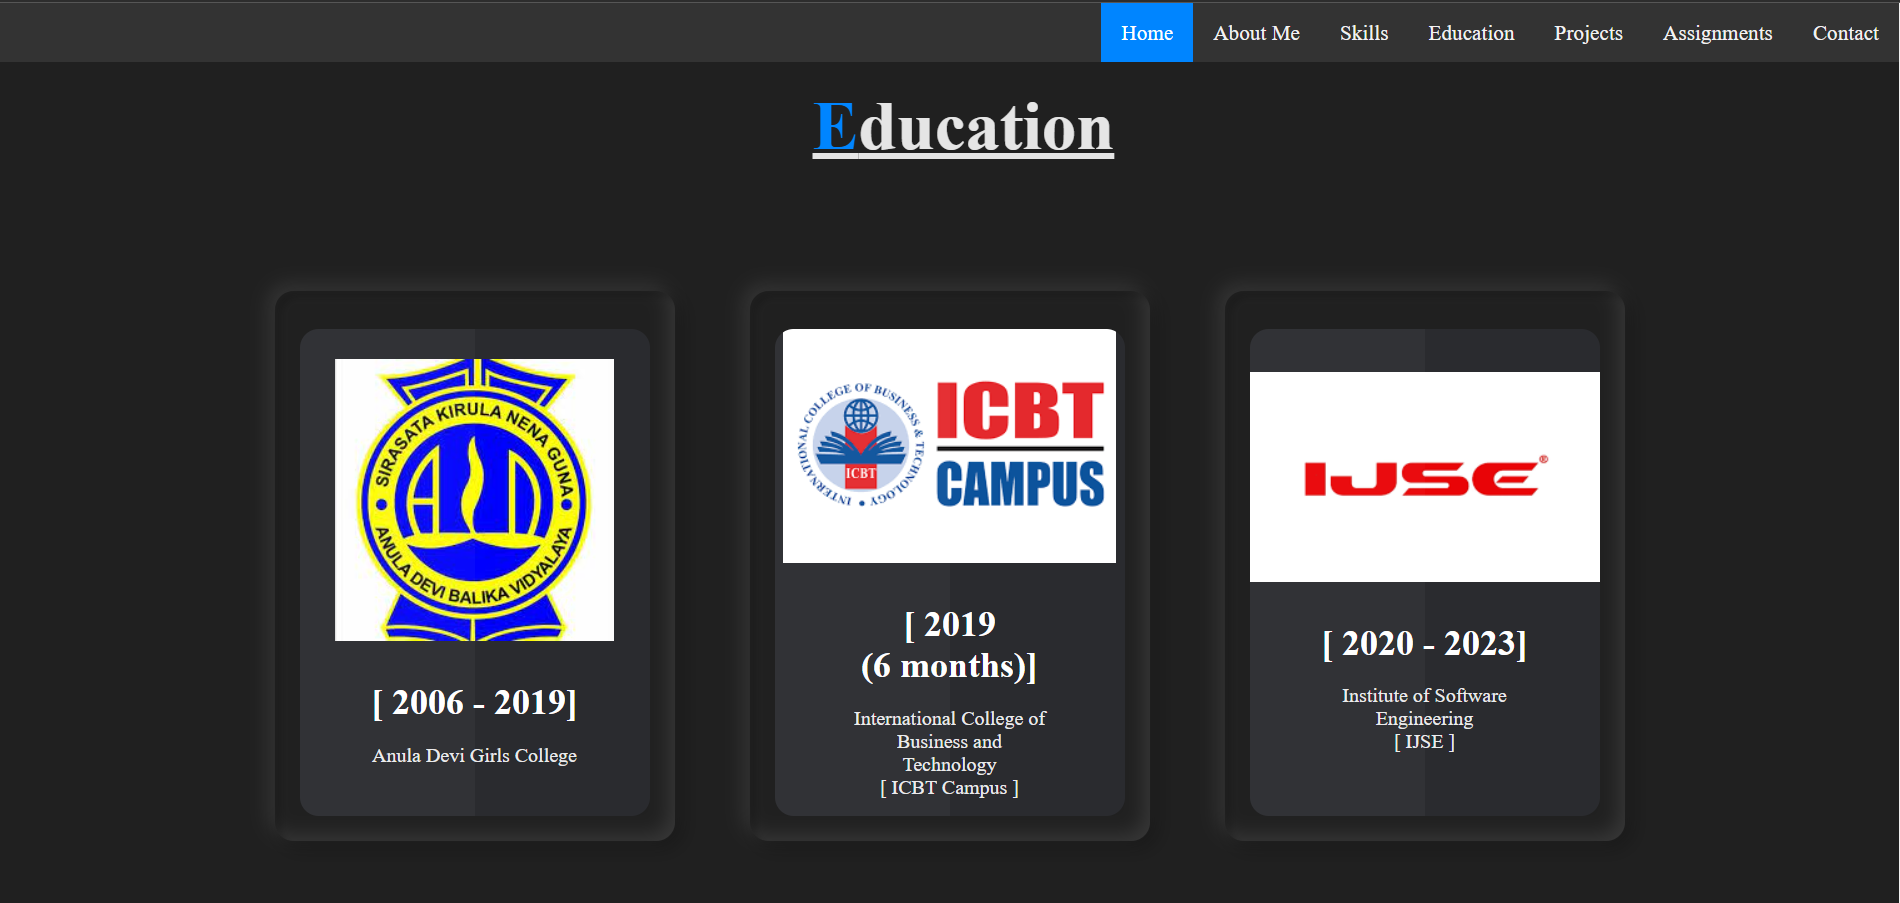 Home About Me Skills Education Projects Assignments Contact
Education
SIRASATA KIRULA NENA GUNA
AD
ANULA DEVI BALIKA VIDYALAYA
[ 2006 - 2019]
Anula Devi Girls College
INTERNATIONAL COLLEGE OF BUSINESS & TECHNOLOGY
ICBT
ICBT
CAMPUS
[ 2019
(6 months)]
International College of
Business and
Technology
[ ICBT Campus ]
IJSE®
[ 2020 - 2023]
Institute of Software
Engineering
[ IJSE ]